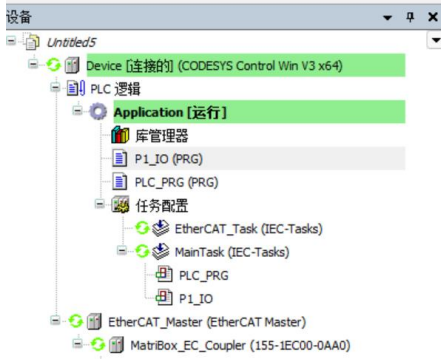 设备
Untitled5
Device [连接的] (CODESYS Control Win V3 x64)
PLC 逻辑
Application [运行]
库管理器
P1_IO (PRG)
PLC_PRG (PRG)
任务配置
EtherCAT_Task (IEC-Tasks)
MainTask (IEC-Tasks)
PLC_PRG
P1_IO
EtherCAT_Master (EtherCAT Master)
MatriBox_EC_Coupler (155-1EC00-0AA0)